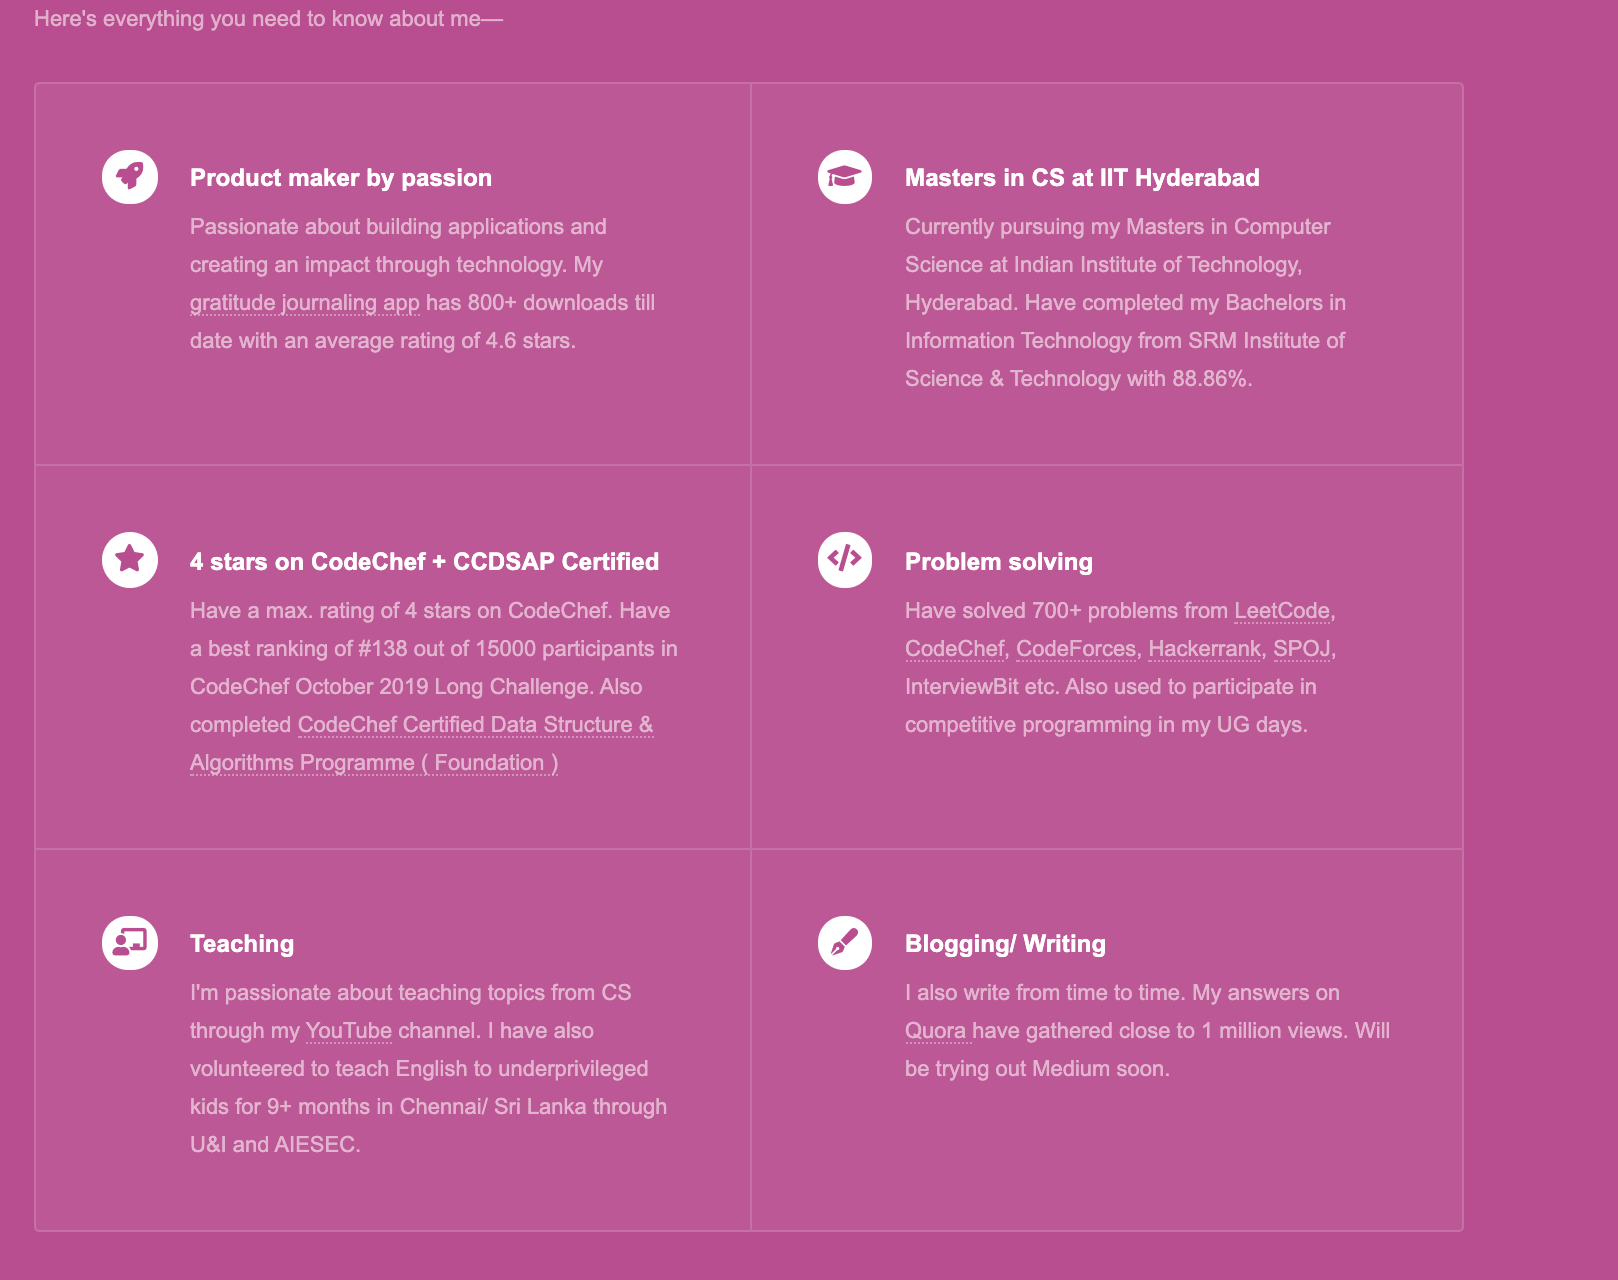 Here's everything you need to know about me—
Product maker by passion
Passionate about building applications and
creating an impact through technology. My
gratitude journaling app has 800+ downloads till
date with an average rating of 4.6 stars.
Masters in CS at IIT Hyderabad
Currently pursuing my Masters in Computer
Science at Indian Institute of Technology,
Hyderabad. Have completed my Bachelors in
Information Technology from SRM Institute of
Science & Technology with 88.86%.
4 stars on CodeChef + CCDSAP Certified
Have a max. rating of 4 stars on CodeChef. Have
a best ranking of #138 out of 15000 participants in
CodeChef October 2019 Long Challenge. Also
completed CodeChef Certified Data Structure &
Algorithms Programme ( Foundation )
Problem solving
Have solved 700+ problems from LeetCode,
CodeChef, CodeForces, Hackerrank, SPOJ,
InterviewBit etc. Also used to participate in
competitive programming in my UG days.
Teaching
I'm passionate about teaching topics from CS
through my YouTube channel. I have also
volunteered to teach English to underprivileged
kids for 9+ months in Chennai/ Sri Lanka through
U&I and AIESEC.
Blogging/ Writing
I also write from time to time. My answers on
Quora have gathered close to 1 million views. Will
be trying out Medium soon.